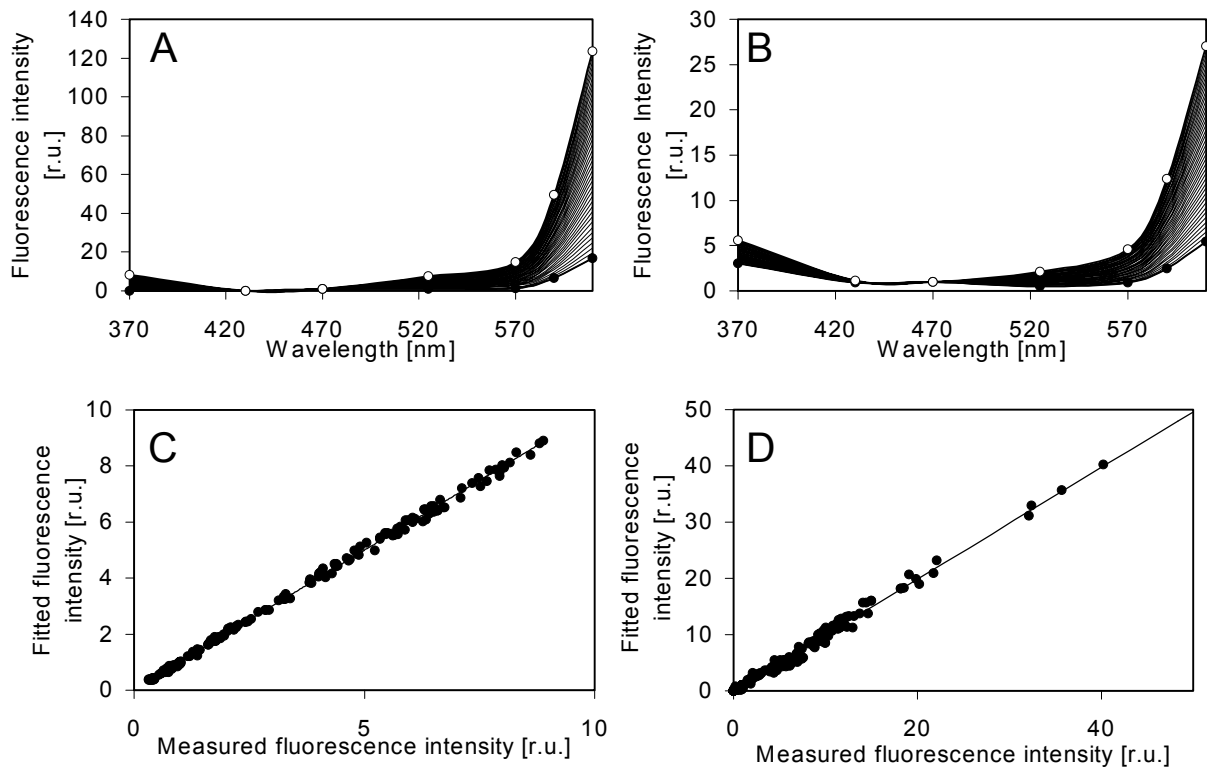 A
Fluorescence intensity
[r.u.]
140
120
100
80
60
40
20
0
370
420
470
520
570
Wavelength [nm]
B
Fluorescence Intensity
[r.u.]
30
25
20
15
10
5
0
370
420
470
520
570
Wavelength [nm]
C
Fitted fluorescence
intensity [r.u.]
10
8
6
4
2
0
0
5
10
Measured fluorescence intensity [r.u.]
D
Fitted fluorescence
intensity [r.u.]
50
40
30
20
10
0
0
20
40
Measured fluorescence intensity [r.u.]